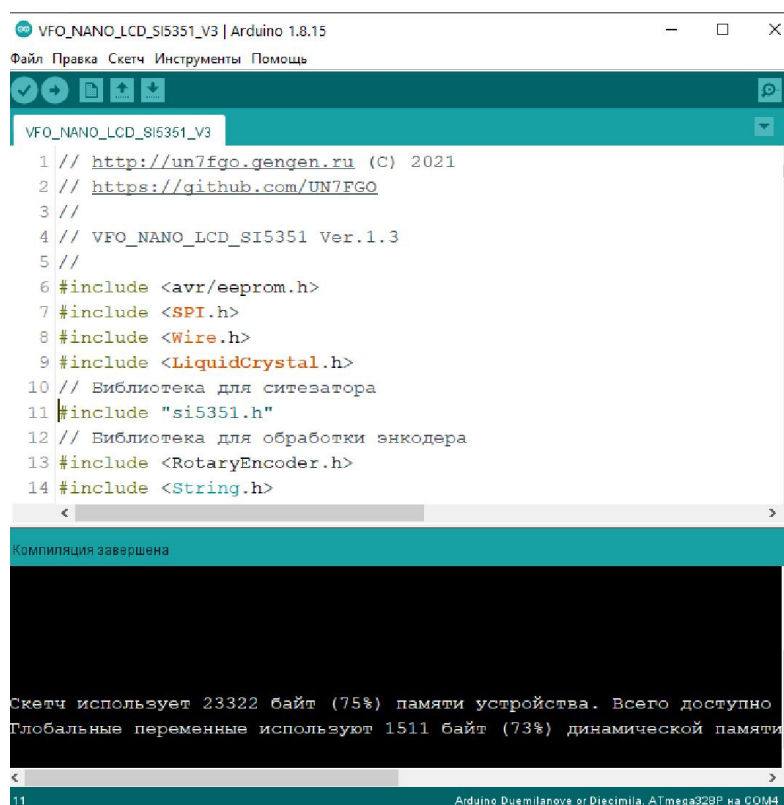 VFO_NANO_LCD_SI5351_V3 | Arduino 1.8.15
Файл Правка Скетч Инструменты Помощь
VFO_NANO_LCD_SI5351_V3
1 // http://un7fgo.gengen.ru (C) 2021
2 // https://github.com/UN7FGO
3 //
4 // VFO_NANO_LCD_SI5351 Ver.1.3
5 //
6 #include <avr/eeprom.h>
7 #include <SPI.h>
8 #include <Wire.h>
9 #include <LiquidCrystal.h>
10 // Библиотека для ситезатора
11 #include "si5351.h"
12 // Библиотека для обработки энкодера
13 #include <RotaryEncoder.h>
14 #include <String.h>
Компиляция завершена
Скетч использует 23322 байт (75%) памяти устройства. Всего доступно
Глобальные переменные используют 1511 байт (73%) динамической памяти
11 Arduino Duemilanove or Diecimila, ATmega328P на COM4